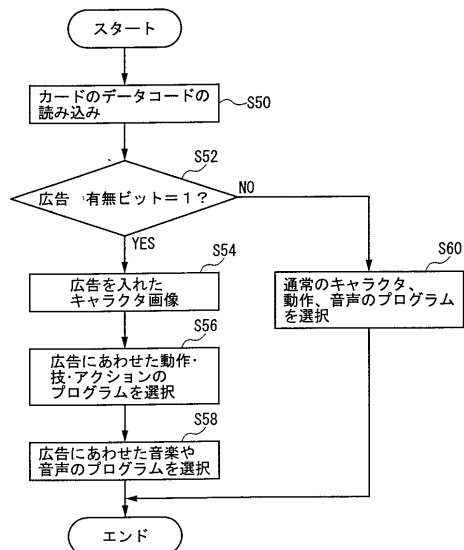 スタート
カードのデータコードの
読み込み
S50
S52
広告 有無ビット=1?
NO
YES
S54
広告を入れた
キャラクタ画像
S60
通常のキャラクタ、
動作、音声のプログラム
を選択
S56
広告にあわせた動作・
技・アクションの
プログラムを選択
S58
広告にあわせた音楽や
音声のプログラムを選択
エンド